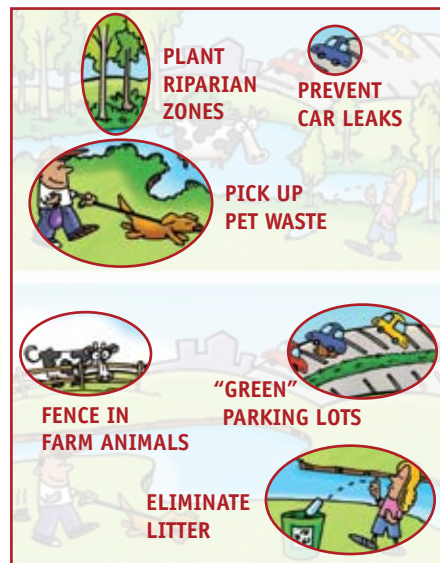 PLANT
RIPARIAN
ZONES
PREVENT
CAR LEAKS
PICK UP
PET WASTE
FENCE IN
FARM ANIMALS
“GREEN”
PARKING LOTS
ELIMINATE
LITTER